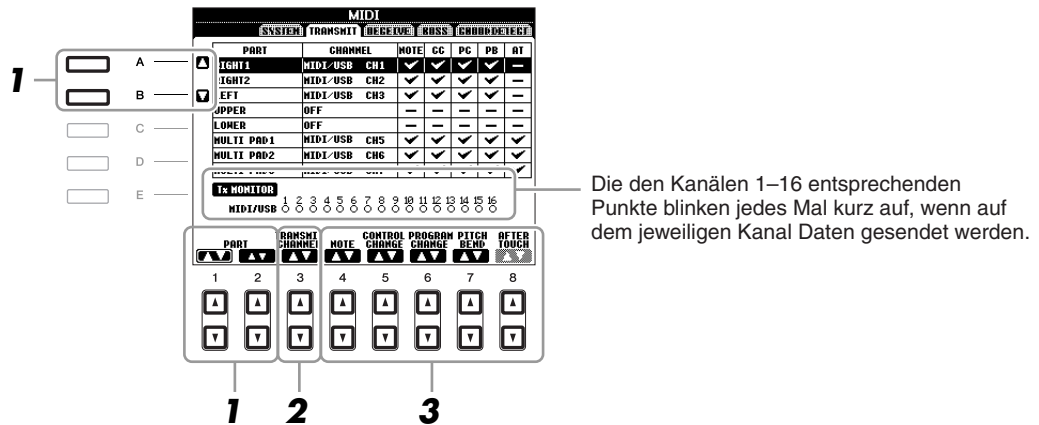 MIDI
SYSTEM TRANSMIT RECEIVE BASS CHORD DETECT
PART CHANNEL NOTE CC PC PB AT
RIGHT1 MIDI/USB CH1
RIGHT2 MIDI/USB CH2
LEFT MIDI/USB CH3
UPPER OFF
LOWER OFF
MULTI PAD1 MIDI/USB CH5
MULTI PAD2 MIDI/USB CH6
A
B
C
D
E
1
Tx MONITOR
1 2 3 4 5 6 7 8 9 10 11 12 13 14 15 16
MIDI/USB
Die den Kanälen 1–16 entsprechenden
Punkte blinken jedes Mal kurz auf, wenn auf
dem jeweiligen Kanal Daten gesendet werden.
PART TRANSMI CHANNEL NOTE CONTROL CHANGE PROGRAM CHANGE PITCH BEND AFTER TOUCH
1 2 3 4 5 6 7 8
1 2 3